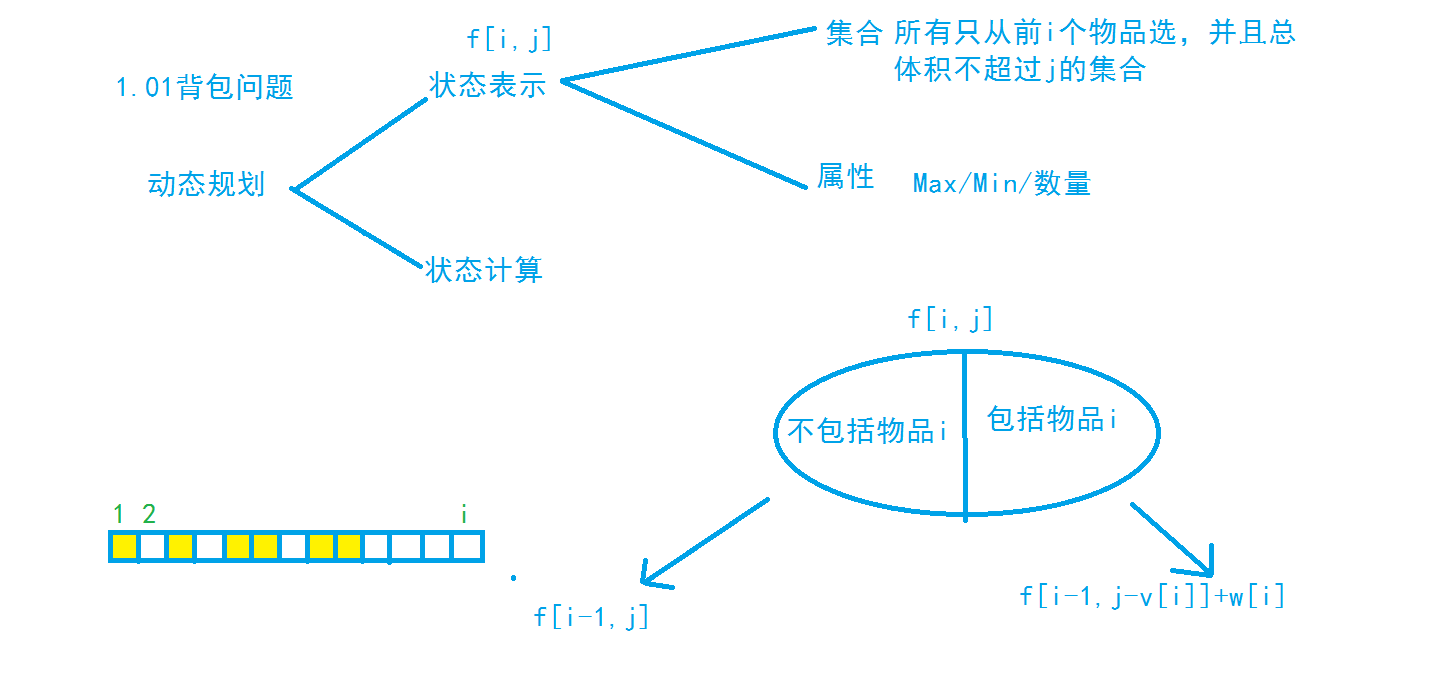 f[i,j]
集合 所有只从前i个物品选，并且总
体积不超过j的集合
1.01背包问题
状态表示
动态规划
属性 Max/Min/数量
状态计算
f[i,j]
不包括物品i
包括物品i
1 2 i
f[i-1,j]
f[i-1,j-v[i]]+w[i]